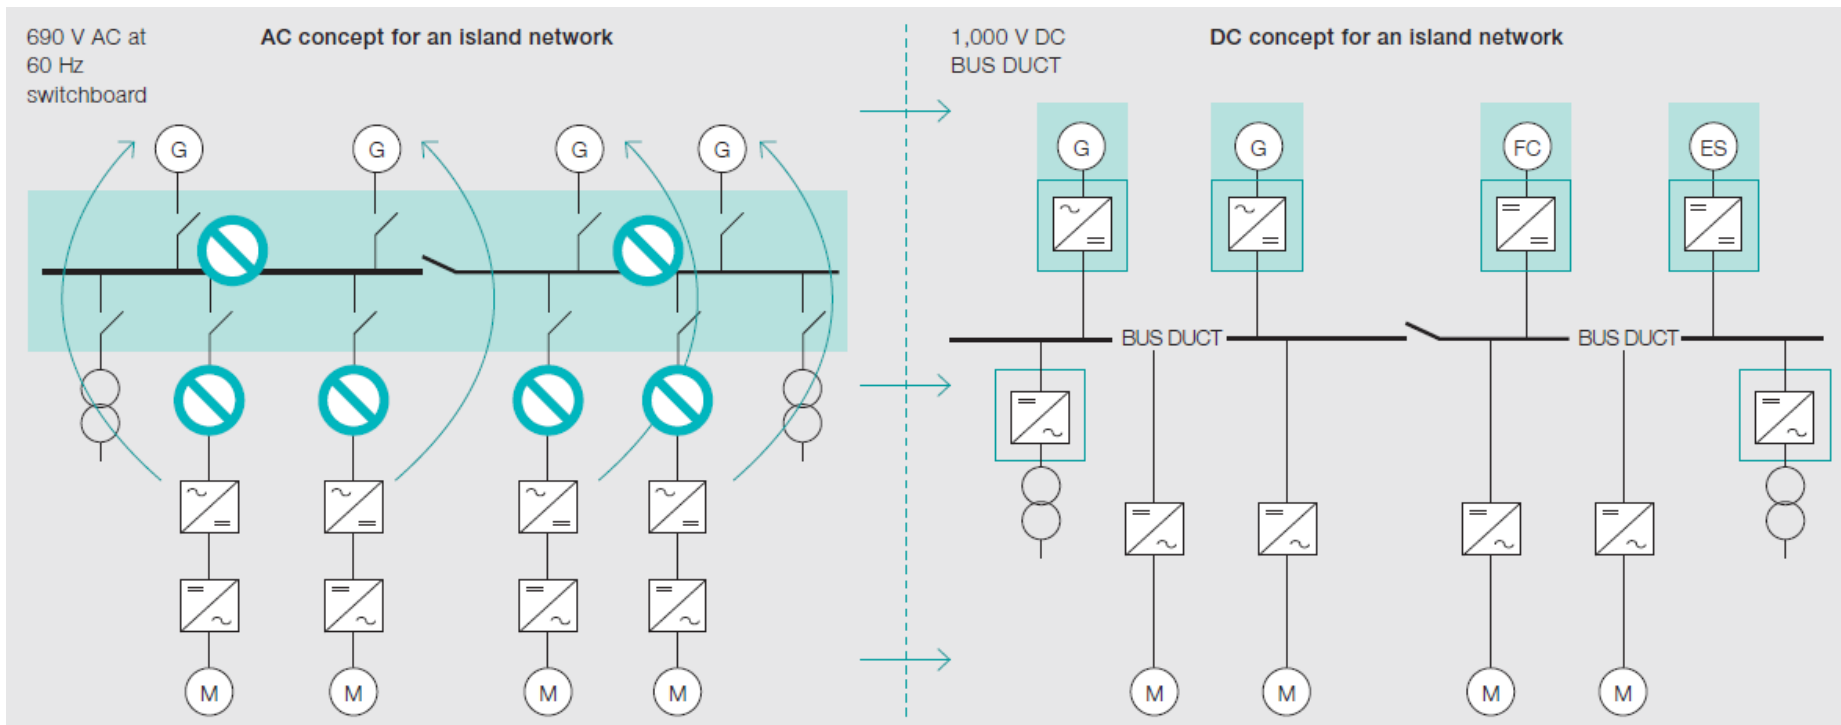 690 V AC at
60 Hz
switchboard
AC concept for an island network
G
G
G
G
M
M
M
M
1,000 V DC
BUS DUCT
DC concept for an island network
G
G
FC
ES
BUS DUCT
BUS DUCT
M
M
M
M